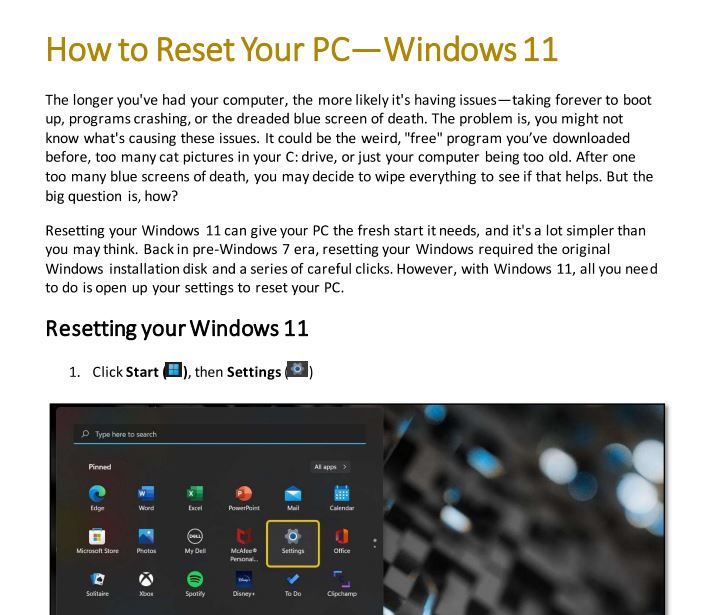 How to Reset Your PC—Windows 11
The longer you've had your computer, the more likely it's having issues—taking forever to boot
up, programs crashing, or the dreaded blue screen of death. The problem is, you might not
know what's causing these issues. It could be the weird, "free" program you’ve downloaded
before, too many cat pictures in your C: drive, or just your computer being too old. After one
too many blue screens of death, you may decide to wipe everything to see if that helps. But the
big question is, how?
Resetting your Windows 11 can give your PC the fresh start it needs, and it's a lot simpler than
you may think. Back in pre-Windows 7 era, resetting your Windows required the original
Windows installation disk and a series of careful clicks. However, with Windows 11, all you need
to do is open up your settings to reset your PC.
Resetting your Windows 11
1. Click Start ( ), then Settings ( )
Type here to search
Pinned All apps >
Edge Word Excel PowerPoint Mail Calendar
DELL
Microsoft Store Photos My Dell McAfee® Personal... Settings Office
Disney+
Solitaire Xbox Spotify Disney+ To Do Clipchamp